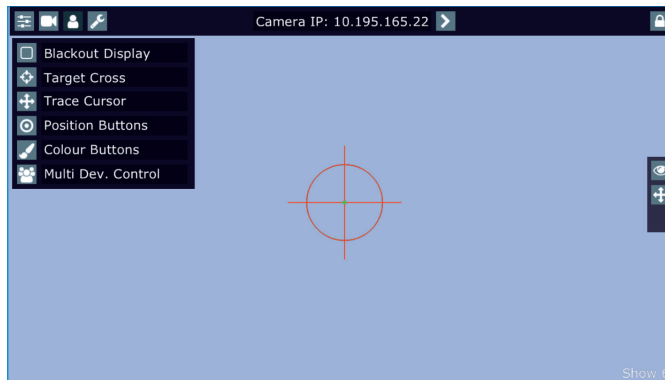 Camera IP: 10.195.165.22
Blackout Display
Target Cross
Trace Cursor
Position Buttons
Colour Buttons
Multi Dev. Control
Show